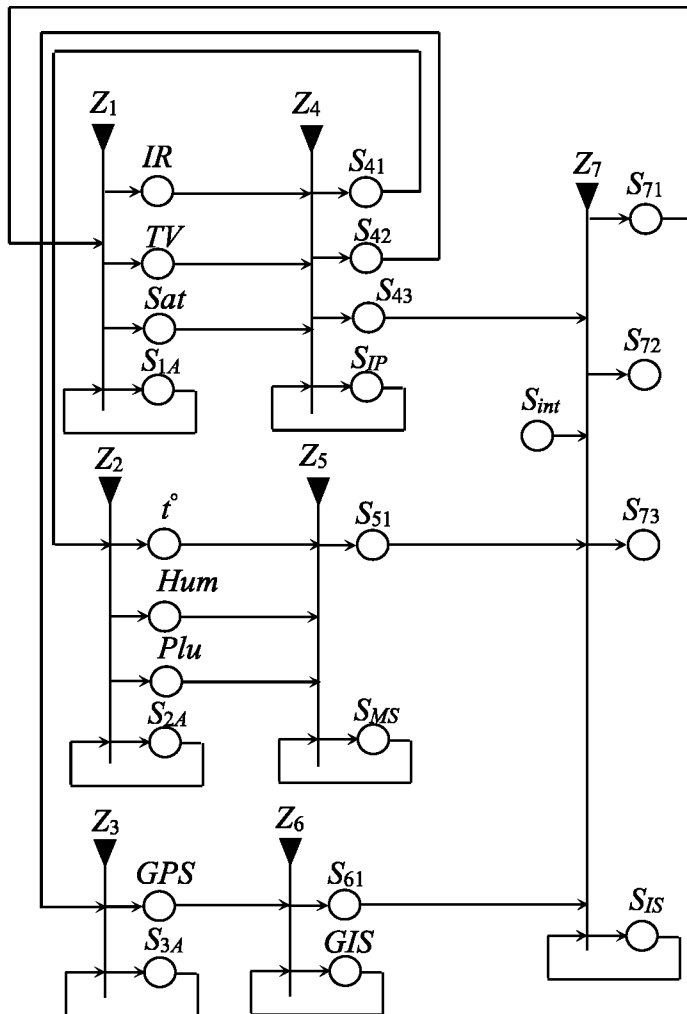 Z1
Z4
IR
S41
Z7
S71
TV
S42
Sat
S43
S72
S1A
SIP
Sint
Z2
Z5
t°
S51
S73
Hum
Plu
S2A
SMS
Z3
Z6
GPS
S61
SIS
S3A
GIS